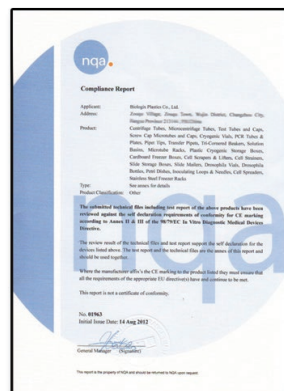 nqa.
Compliance Report
Applicant: Biologix Plastics Co., Ltd.
Address: Village, Town, Wujin District, Changzhou City,
Jiangsu Province
Product: Centrifuge Tubes, Microcentrifuge Tubes, Test Tubes and Caps,
Screw Cap Microtubes and Caps, Cryogenic Vials, PCR Tubes &
Plates, Pipet Tips, Transfer Pipets, Tri-Cornered Beakers, Solution
Basins, Microtube Racks, Plastic Cryogenic Storage Boxes,
Cardboard Freezer Boxes, Cell Scrapers & Lifters, Cell Strainers,
Slide Storage Boxes, Slide Mailers, Drosophila Vials, Drosophila
Bottles, Petri Dishes, Inoculating Loops & Needles, Cell Spreaders,
Stainless Steel Freezer Racks
Type: See annex for details
Product Classification: Other
The submitted technical files including test report of the above products have been
reviewed against the self declaration requirements of conformity for CE marking
according to Annex II & III of the 98/79/EC In Vitro Diagnostic Medical Devices
Directive.
The review result of the technical files and test report support the self declaration for the
devices listed above. The test report and the technical files are the annex of this report and
should be used together.
Where the manufacturer affix's the CE marking to the product listed they must ensure that
all the requirements of the appropriate EU directive(s) have and continue to be met.
This report is not a certificate of conformity.
No. 01963
Initial Issue Date: 14 Aug 2012
General Manager (Signature)
This report is the property of NQA and should be returned to NQA upon request